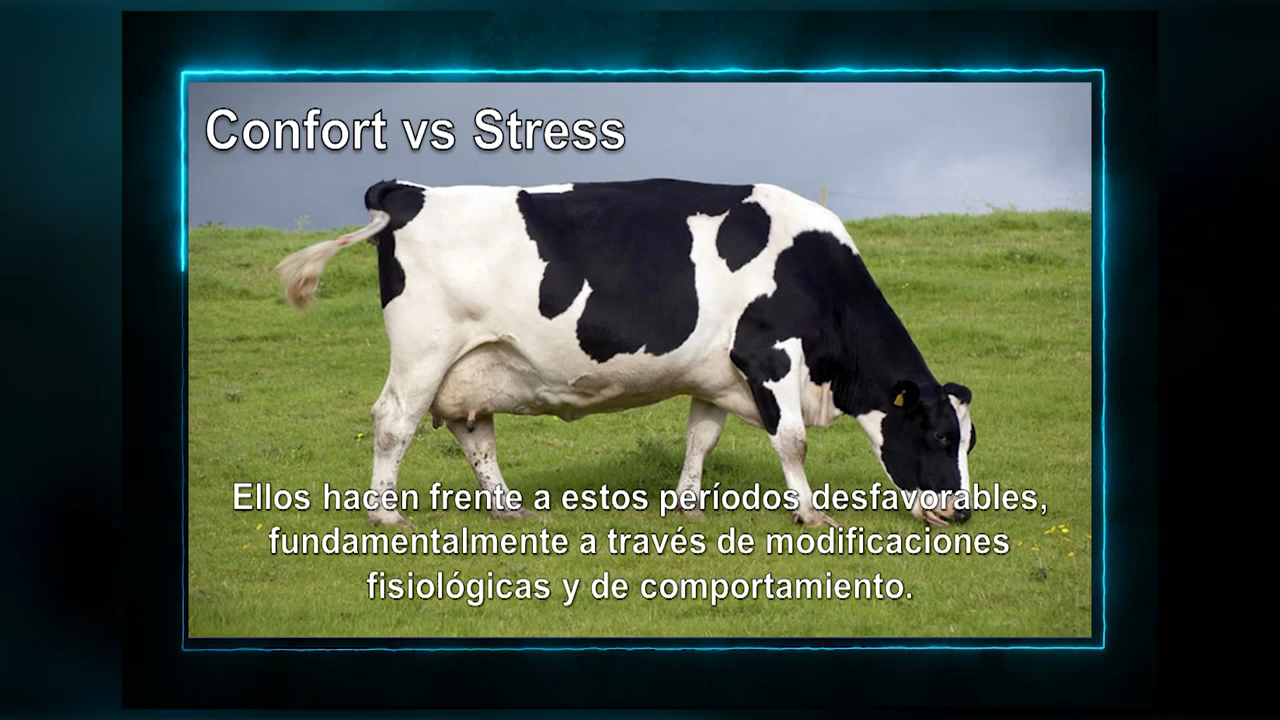 Confort vs Stress
Ellos hacen frente a estos períodos desfavorables,
fundamentalmente a través de modificaciones
fisiológicas y de comportamiento.